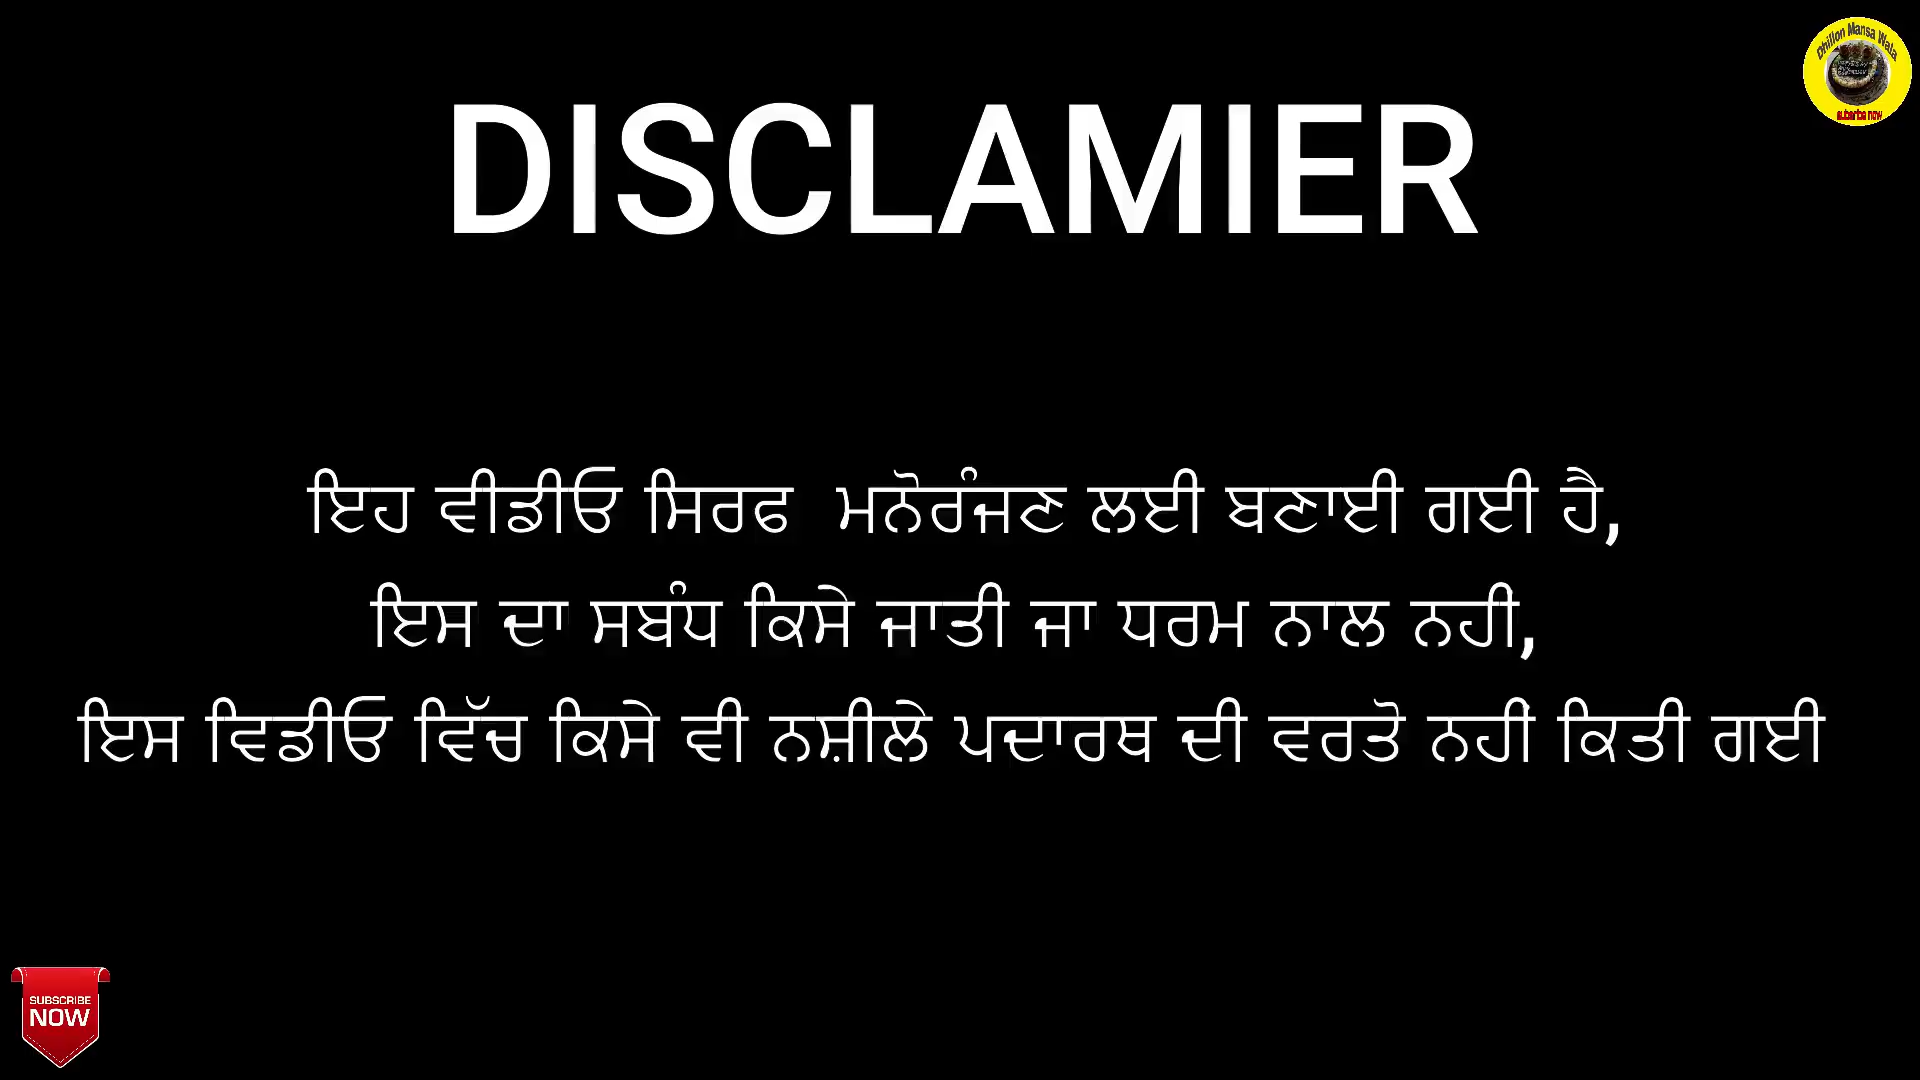 Dhillon Mansa Wala
DISCLAMIER
ਇਹ ਵੀਡੀਓ ਸਿਰਫ ਮਨੋਰੰਜਣ ਲਈ ਬਣਾਈ ਗਈ ਹੈ,
ਇਸ ਦਾ ਸਬੰਧ ਕਿਸੇ ਜਾਤੀ ਜਾ ਧਰਮ ਨਾਲ ਨਹੀ,
ਇਸ ਵਿਡੀਓ ਵਿੱਚ ਕਿਸੇ ਵੀ ਨਸ਼ੀਲੇ ਪਦਾਰਥ ਦੀ ਵਰਤੋ ਨਹੀਂ ਕਿਤੀ ਗਈ
SUBSCRIBE
NOW